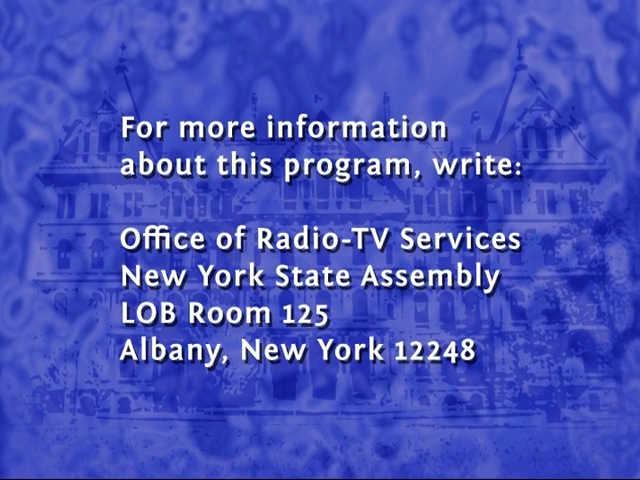 For more information
about this program, write:
Office of Radio-TV Services
New York State Assembly
LOB Room 125
Albany, New York 12248